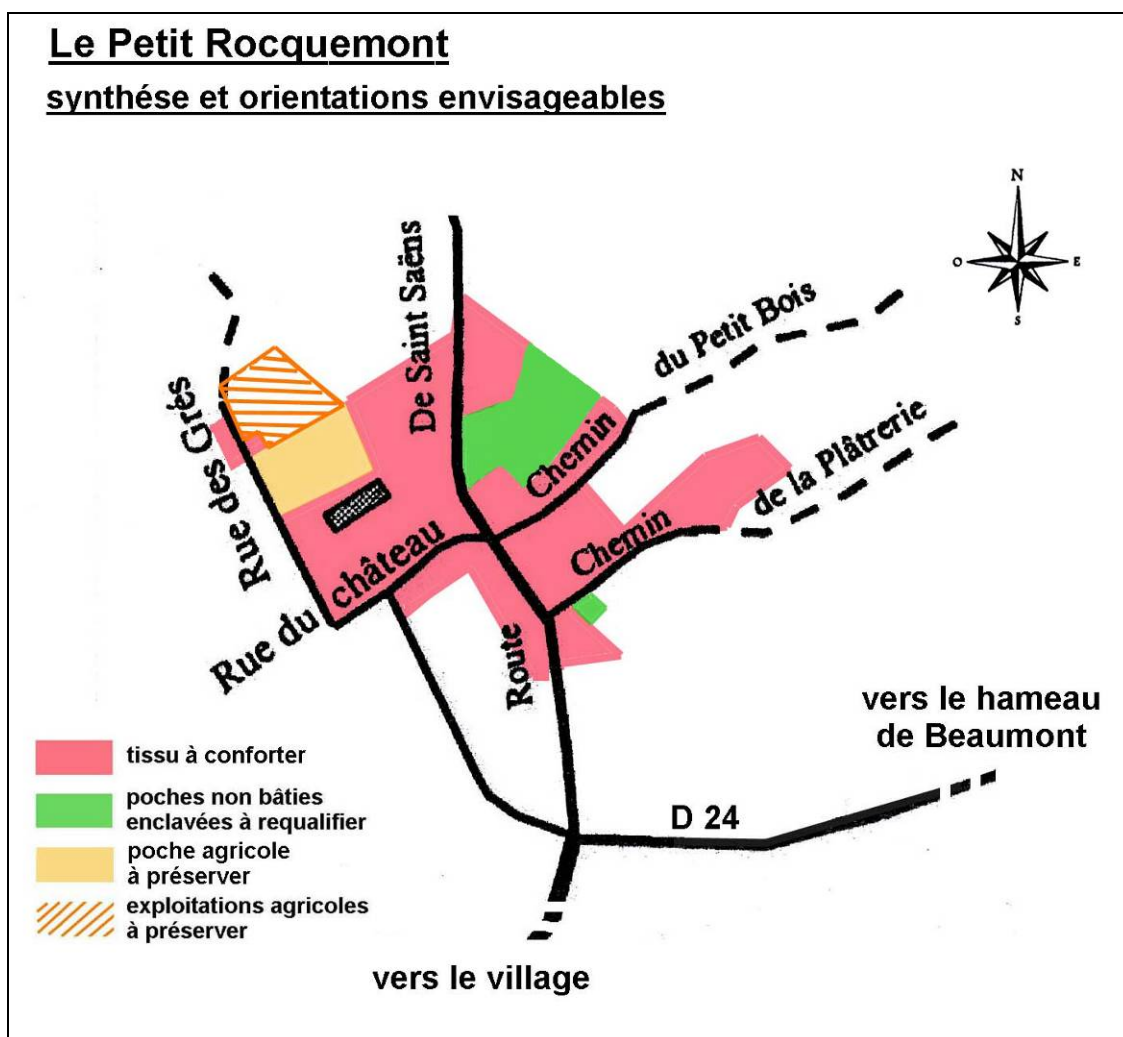 Le Petit Rocquemont
synthése et orientations envisageables
N
O
E
S
De Saint Saëns
du Petit Bois
Rue des Grés
Chemin
de la Plâtrerie
Chemin
Rue du château
Route
vers le hameau
de Beaumont
D 24
tissu à conforter
poches non bâties
enclavées à requalifier
poche agricole
à préserver
exploitations agricoles
à préserver
vers le village